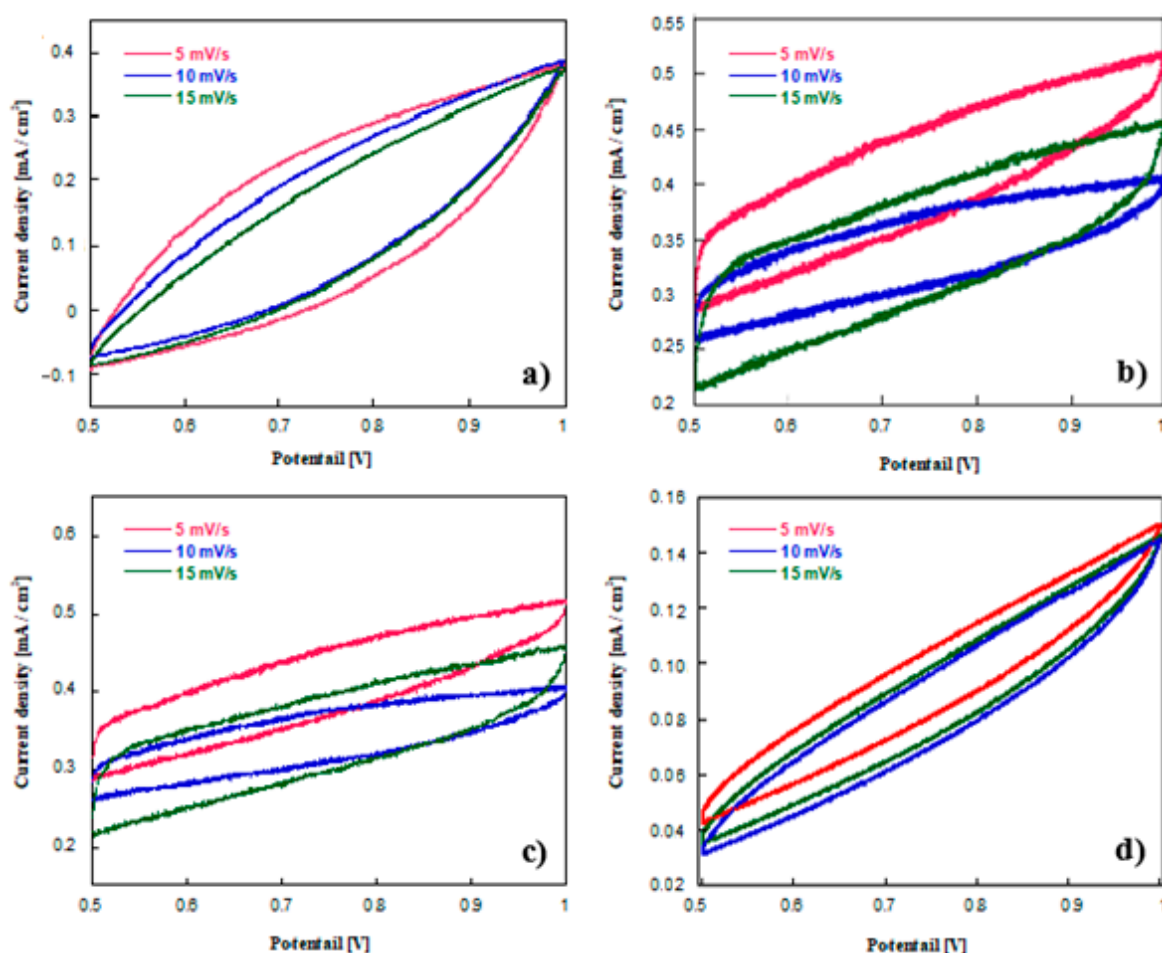 0.4
0.3
0.2
0.1
0
−0.1
Current density [mA / cm²]
5 mV/s
10 mV/s
15 mV/s
a)
0.5 0.6 0.7 0.8 0.9 1
Potentail [V]
0.55
0.5
0.45
0.4
0.35
0.3
0.25
0.2
Current density [mA / cm²]
5 mV/s
10 mV/s
15 mV/s
b)
0.5 0.6 0.7 0.8 0.9 1
Potentail [V]
0.6
0.5
0.4
0.3
0.2
Current density [mA / cm²]
5 mV/s
10 mV/s
15 mV/s
c)
0.5 0.6 0.7 0.8 0.9 1
Potentail [V]
0.16
0.14
0.12
0.10
0.08
0.06
0.04
0.02
Current density [mA / cm²]
5 mV/s
10 mV/s
15 mV/s
d)
0.5 0.6 0.7 0.8 0.9 1
Potentail [V]